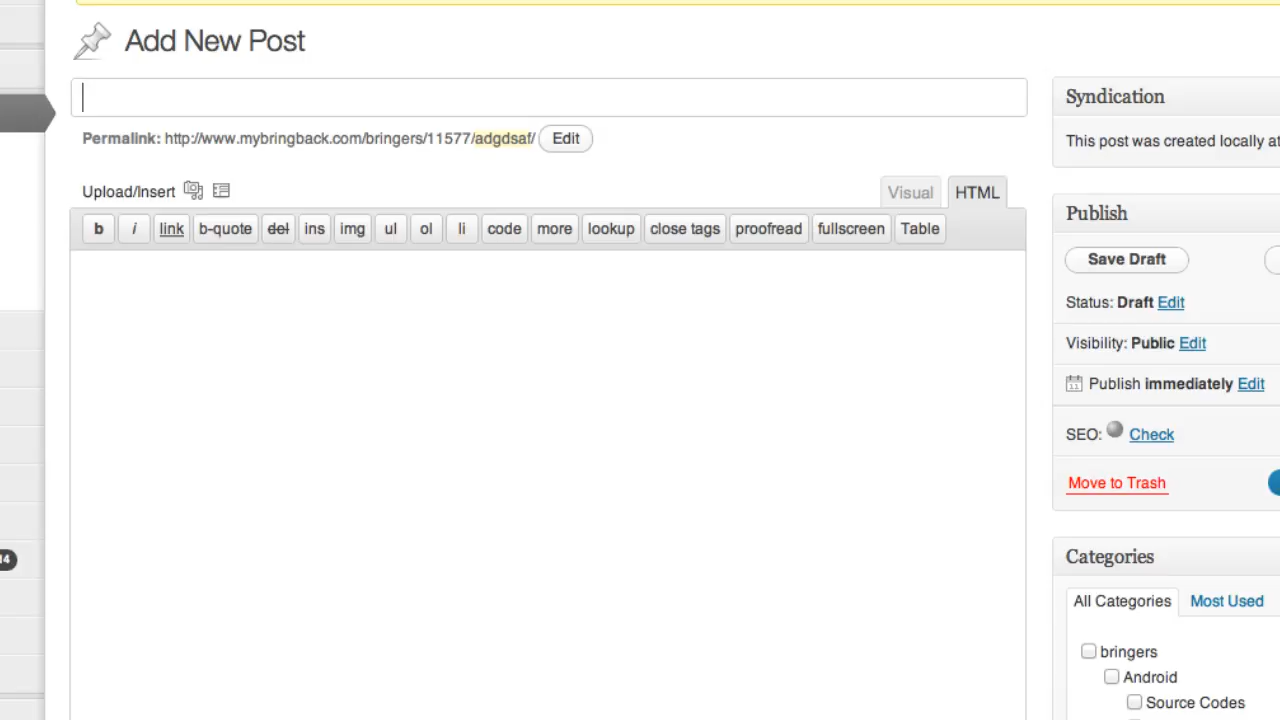 Add New Post
Permalink: http://www.mybringback.com/bringers/11577/adgdsaf/ Edit
Upload/Insert
Visual HTML
b i link b-quote del ins img ul ol li code more lookup close tags proofread fullscreen Table
Syndication
This post was created locally at
Publish
Save Draft
Status: Draft Edit
Visibility: Public Edit
Publish immediately Edit
SEO: Check
Move to Trash
Categories
All Categories Most Used
bringers
Android
Source Codes